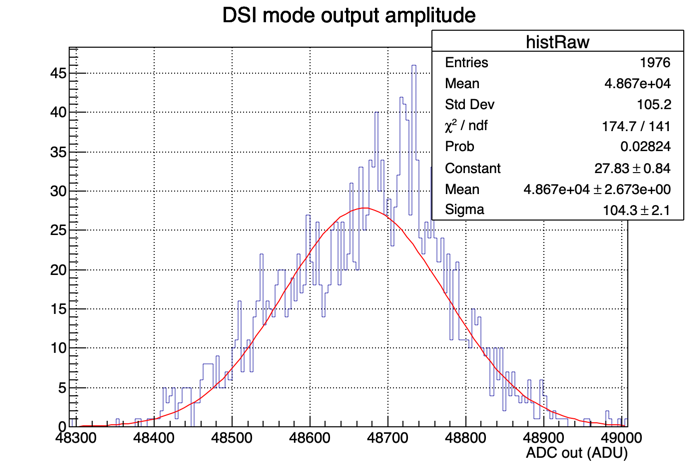 DSI mode output amplitude
histRaw
Entries 1976
Mean 4.867e+04
Std Dev 105.2
χ² / ndf 174.7 / 141
Prob 0.02824
Constant 27.83 ± 0.84
Mean 4.867e+04 ± 2.673e+00
Sigma 104.3 ± 2.1
45
40
35
30
25
20
15
10
5
0
48300 48400 48500 48600 48700 48800 48900 49000
ADC out (ADU)